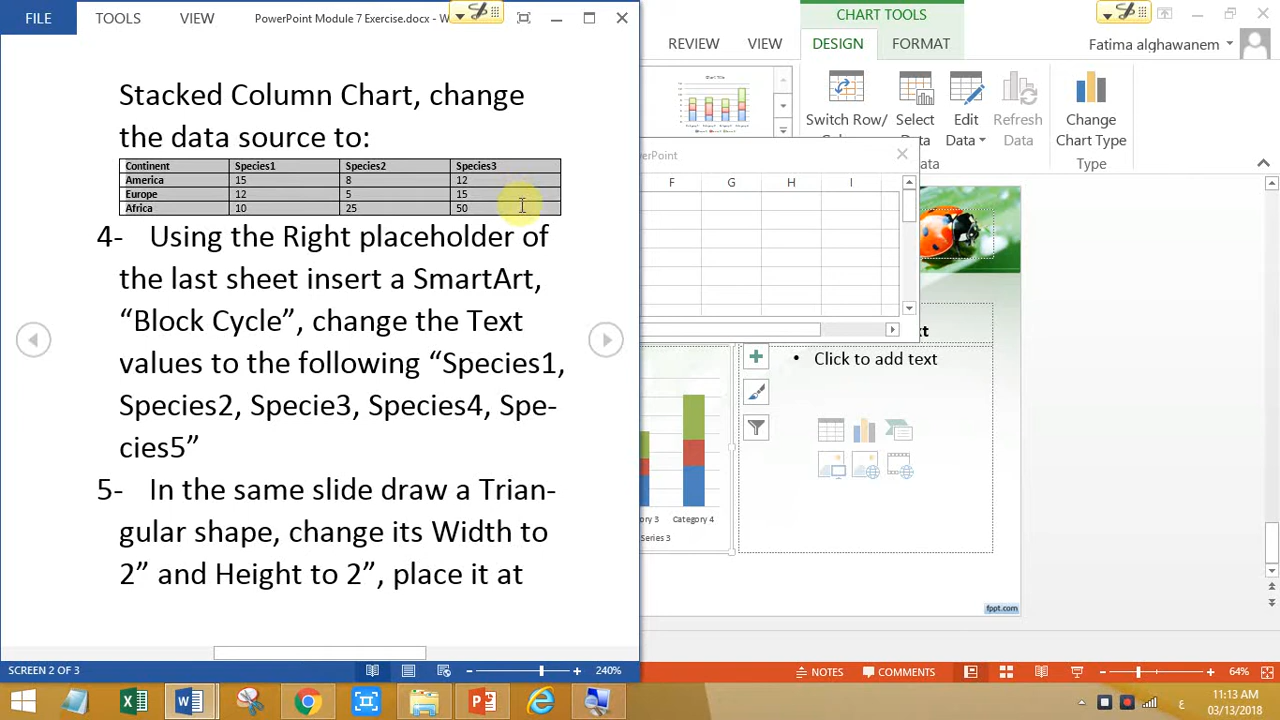 FILE TOOLS VIEW PowerPoint Module 7 Exercise.docx - W
Stacked Column Chart, change
the data source to:
Continent Species1 Species2 Species3
America 15 8 12
Europe 12 5 15
Africa 10 25 50
4- Using the Right placeholder of
the last sheet insert a SmartArt,
“Block Cycle”, change the Text
values to the following “Species1,
Species2, Specie3, Species4, Spe-
cies5”
5- In the same slide draw a Trian-
gular shape, change its Width to
2” and Height to 2”, place it at
SCREEN 2 OF 3 240%
CHART TOOLS
REVIEW VIEW DESIGN FORMAT Fatima alghawanem
Chart Title
Switch Row/ Select Edit Refresh Change
Data Data Data Chart Type
Data Type
F G H I
Click to add text
Category 4
Series 3
fppt.com
NOTES COMMENTS 64%
11:13 AM
03/13/2018
ع